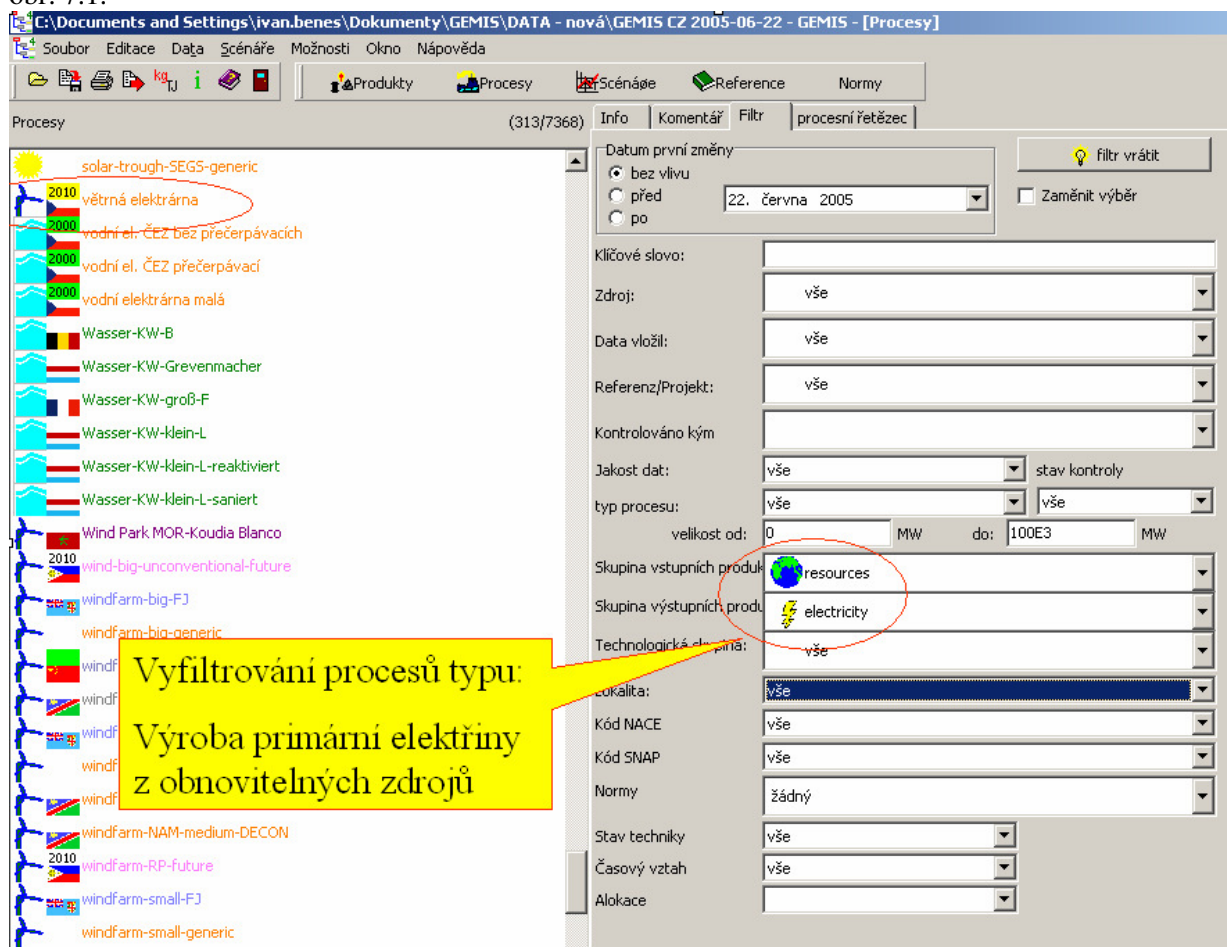 obr. 7.1.
C:\Documents and Settings\ivan.benes\Dokumenty\GEMIS\DATA - nová\GEMIS CZ 2005-06-22 - GEMIS - [Procesy]
Soubor Editace Data Scénáře Možnosti Okno Nápověda
kg TJ i Produkty Procesy Scénáøe Reference Normy
Procesy (313/7368)
solar-trough-SEGS-generic
2010 větrná elektrárna
2000 vodní el. ČEZ bez přečerpávacích
2000 vodní el. ČEZ přečerpávací
2000 vodní elektrárna malá
Wasser-KW-B
Wasser-KW-Grevenmacher
Wasser-KW-groß-F
Wasser-KW-klein-L
Wasser-KW-klein-L-reaktiviert
Wasser-KW-klein-L-saniert
Wind Park MOR-Koudia Blanco
2010 wind-big-unconventional-future
windfarm-big-FJ
windfarm-big-generic
windf
windf
windf
windf
windf
windfarm-NAM-medium-DECON
2010 windfarm-RP-future
windfarm-small-FJ
windfarm-small-generic
Vyfiltrování procesů typu:
Výroba primární elektřiny
z obnovitelných zdrojů
Info Komentář Filtr procesní řetězec
Datum první změny
bez vlivu
před 22. června 2005
po
filtr vrátit
Zaměnit výběr
Klíčové slovo:
Zdroj: vše
Data vložil: vše
Referenz/Projekt: vše
Kontrolováno kým
Jakost dat: vše stav kontroly
typ procesu: vše vše
velikost od: 0 MW do: 100E3 MW
Skupina vstupních produk resources
Skupina výstupních produ electricity
Technologická skupina: vše
Lokalita: vše
Kód NACE vše
Kód SNAP vše
Normy žádný
Stav techniky vše
Časový vztah vše
Alokace